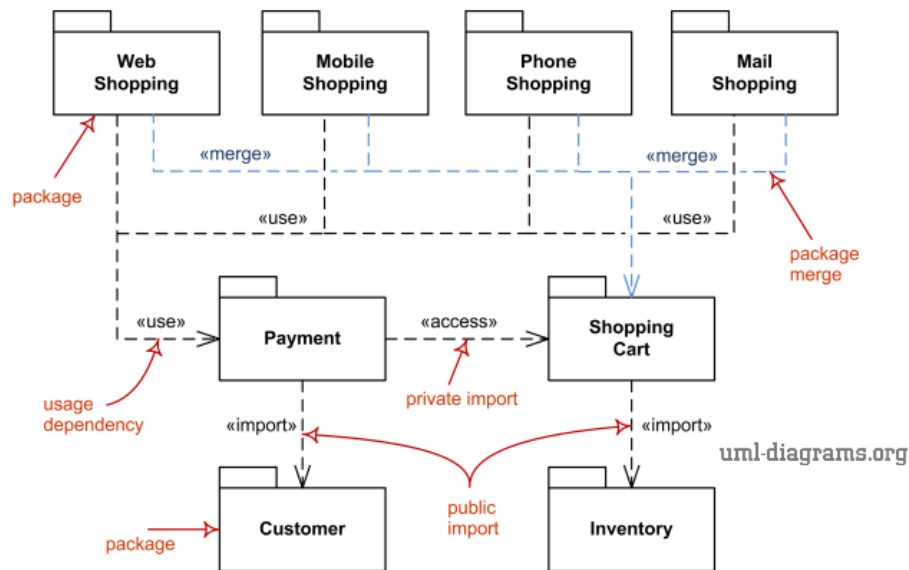 Web
Shopping
Mobile
Shopping
Phone
Shopping
Mail
Shopping
«merge»
«merge»
package
«use»
«use»
package
merge
«use»
Payment
«access»
Shopping
Cart
usage
dependency
private import
«import»
«import»
uml-diagrams.org
public
import
package
Customer
Inventory